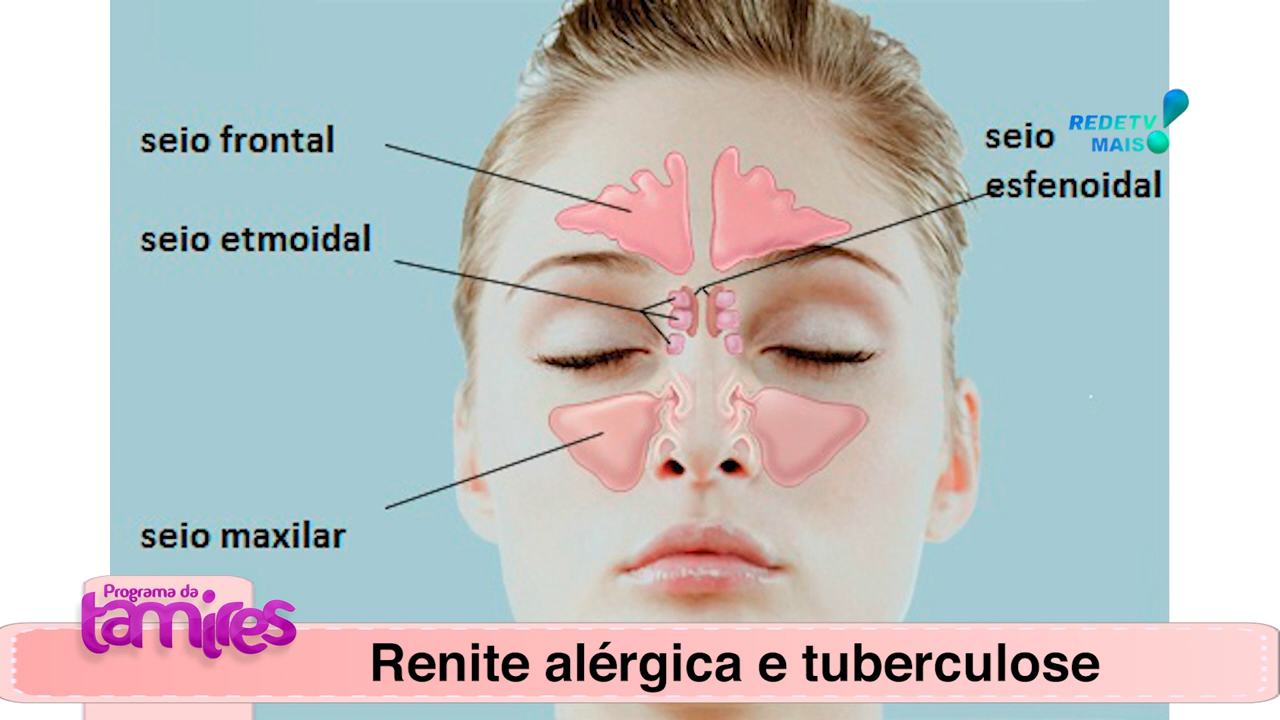 seio frontal
seio
REDETV
MAIS
esfenoidal
seio etmoidal
seio maxilar
Programa da
tamires
Renite alérgica e tuberculose